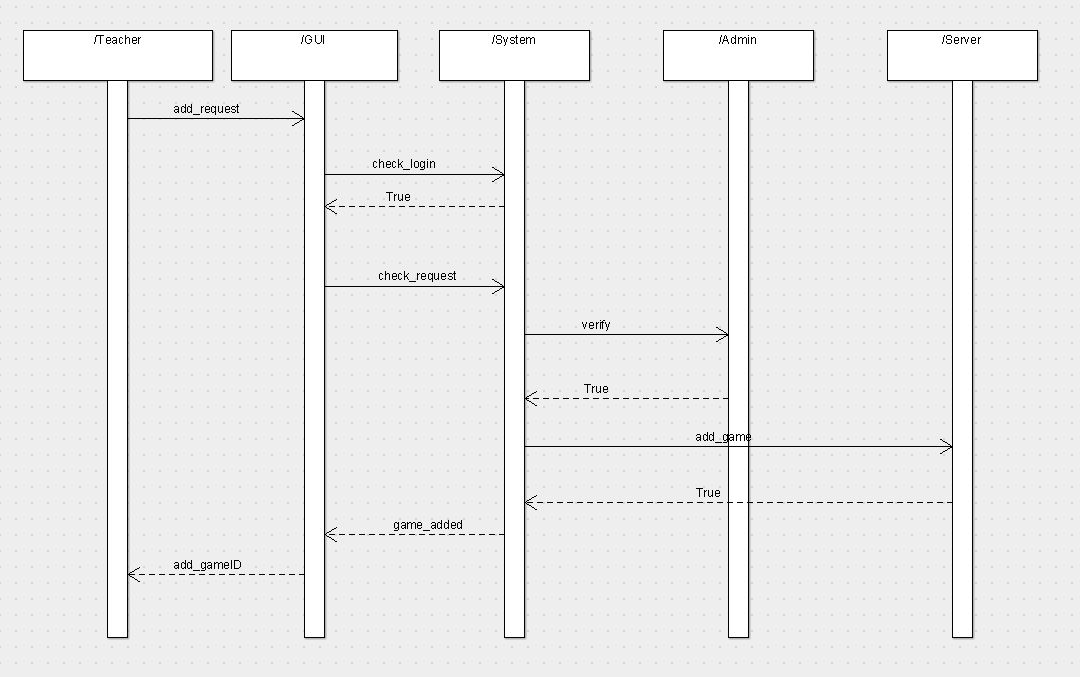 /Teacher
/GUI
/System
/Admin
/Server
add_request
check_login
True
check_request
verify
True
add_game
True
game_added
add_gameID